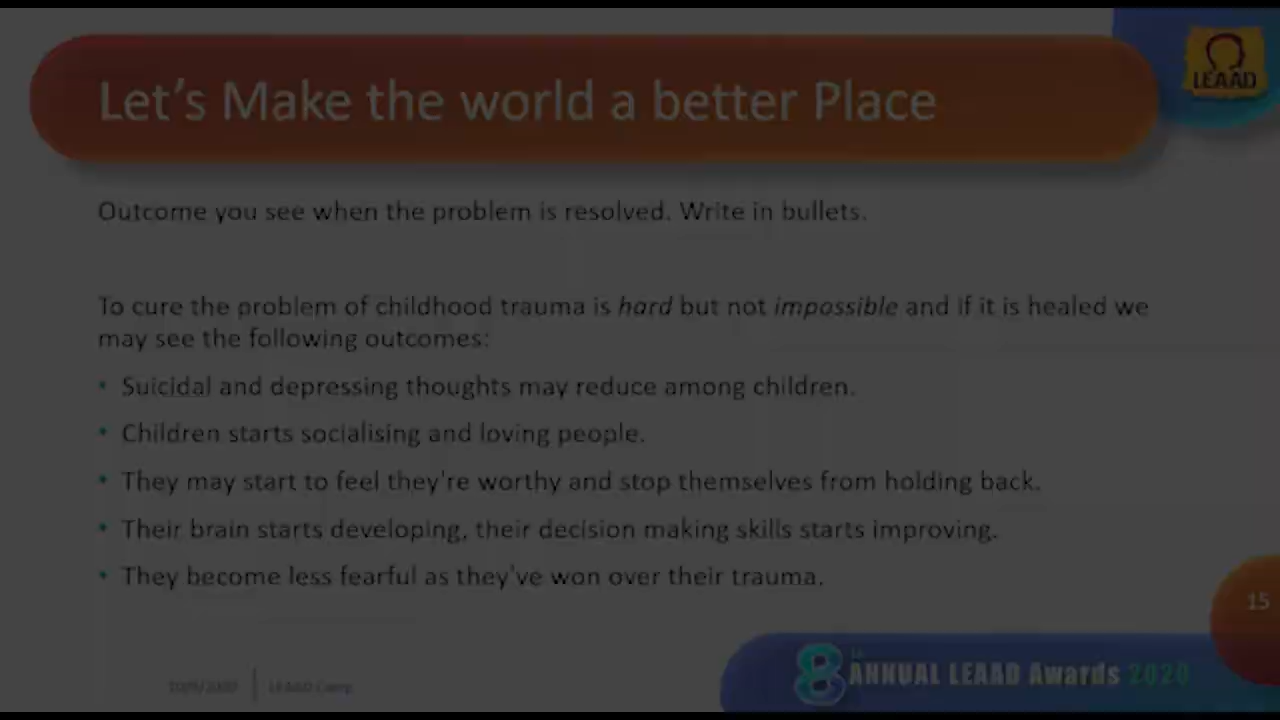 LEAAD
Let's Make the world a better Place
Outcome you see when the problem is resolved. Write in bullets.
To cure the problem of childhood trauma is hard but not impossible and if it is healed we
may see the following outcomes:
• Suicidal and depressing thoughts may reduce among children.
• Children starts socialising and loving people.
• They may start to feel they're worthy and stop themselves from holding back.
• Their brain starts developing, their decision making skills starts improving.
• They become less fearful as they've won over their trauma.
15
LEAAD Camp
8th ANNUAL LEAAD Awards 2020